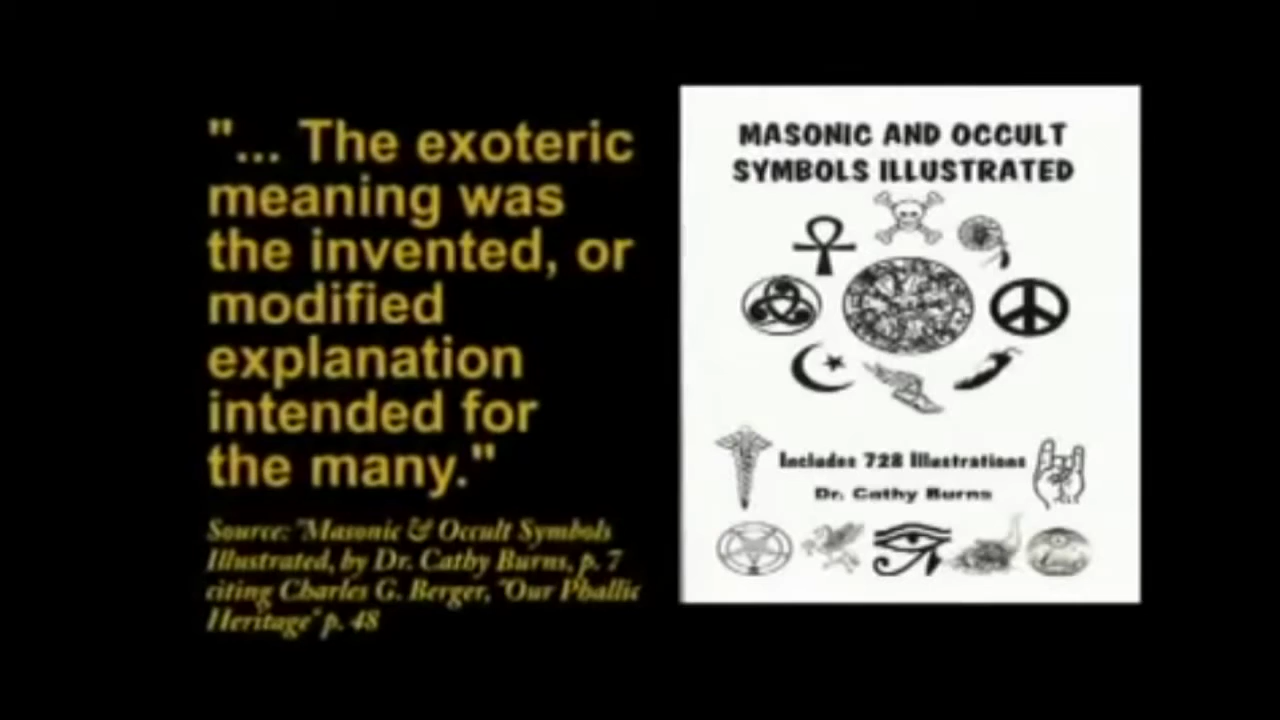 "... The exoteric
meaning was
the invented, or
modified
explanation
intended for
the many."
Source: "Masonic & Occult Symbols
Illustrated, by Dr. Cathy Burns, p. 7
citing Charles G. Berger, "Our Phallic
Heritage" p. 48
MASONIC AND OCCULT
SYMBOLS ILLUSTRATED
Includes 728 Illustrations
Dr. Cathy Burns